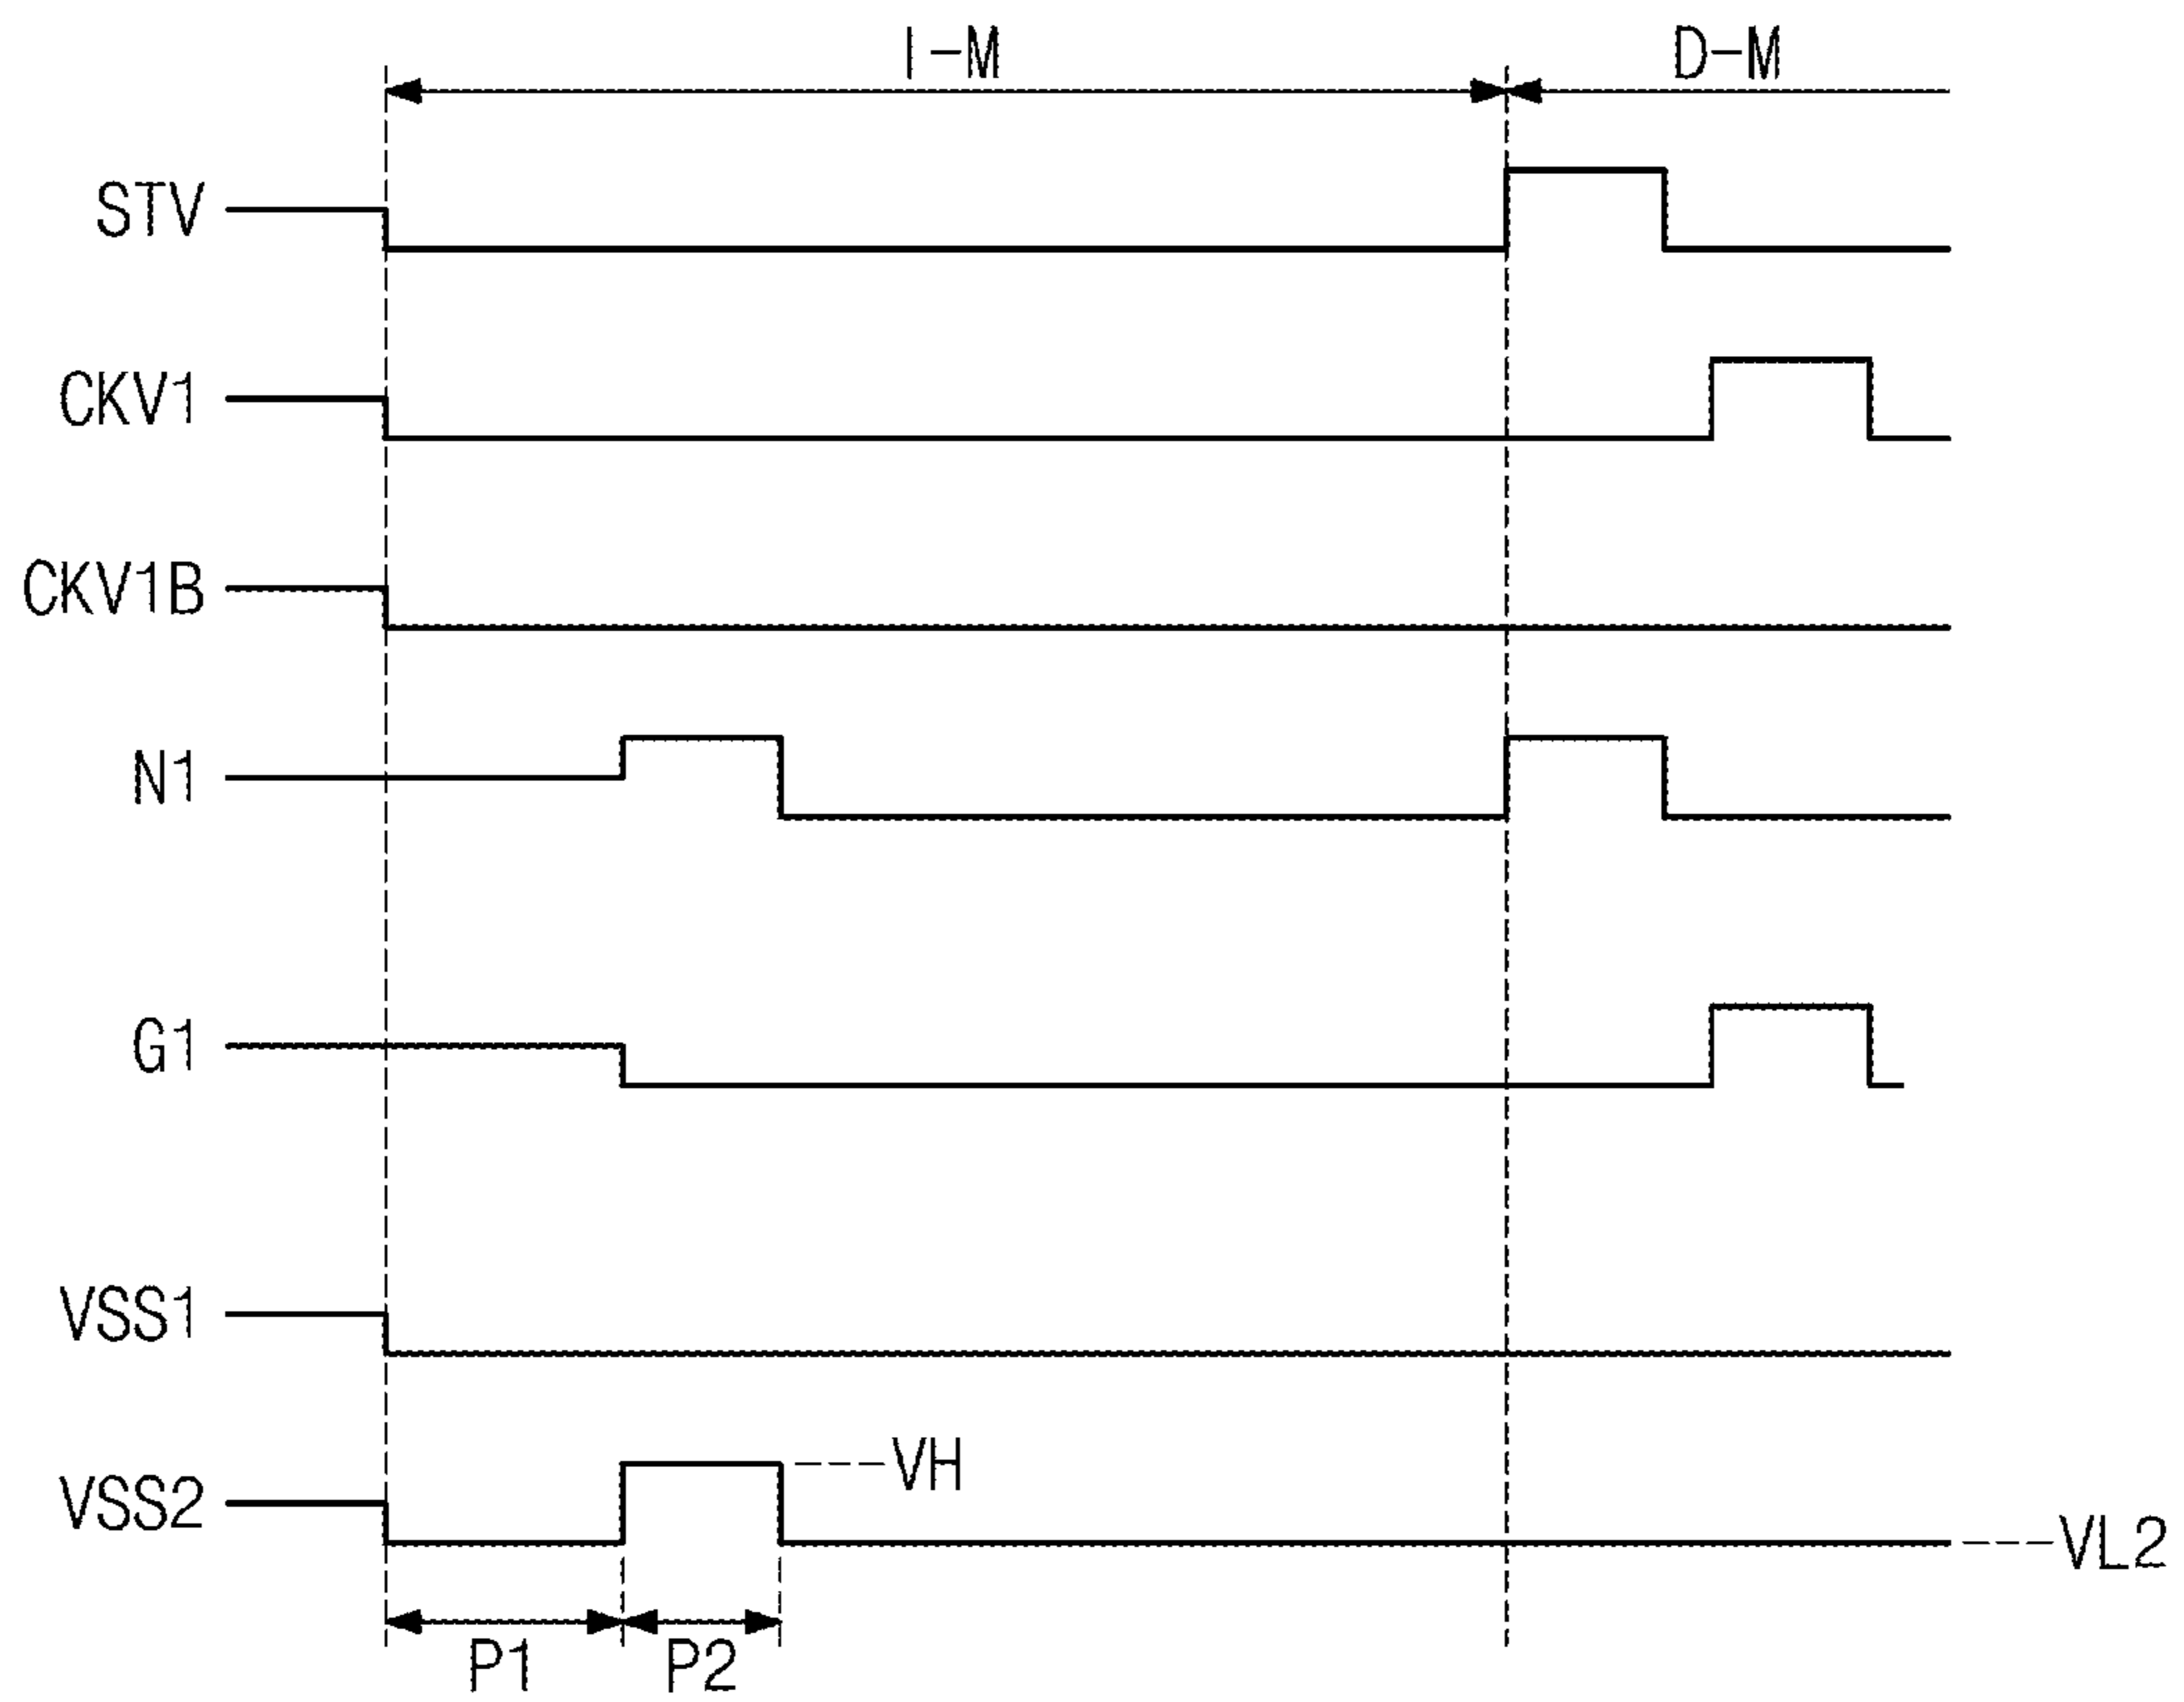 I-M D-M
STV
CKV1
CKV1B
N1
G1
VSS1
VH
VSS2
VL2
P1 P2